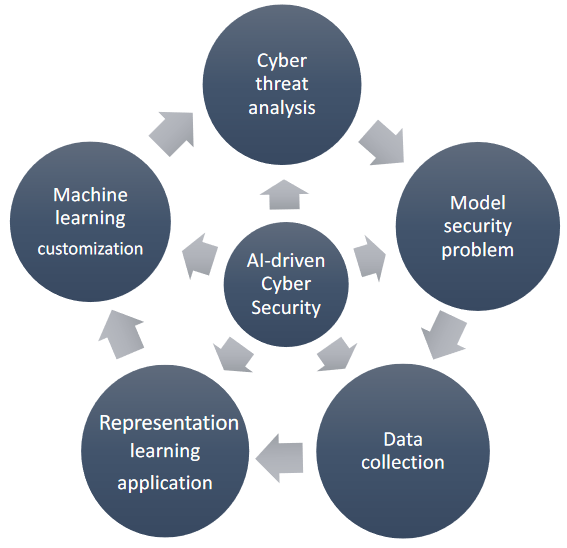 Cyber
threat
analysis
Model
security
problem
Data
collection
Representation
learning
application
Machine
learning
customization
AI-driven
Cyber
Security